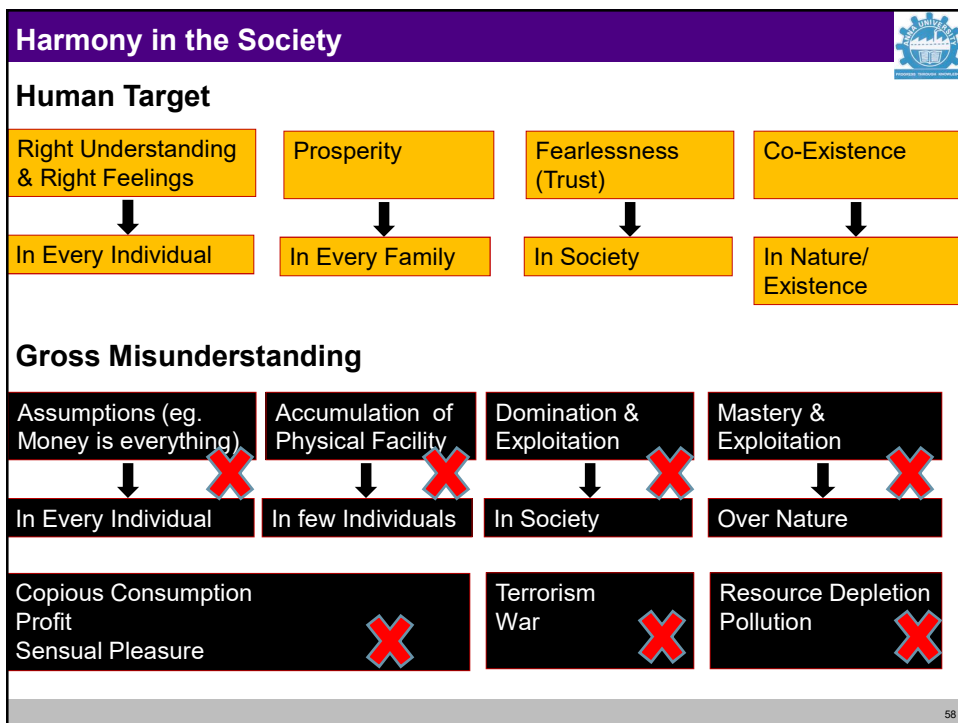 Harmony in the Society
ANNA UNIVERSITY
Human Target
Right Understanding
& Right Feelings
Prosperity
Fearlessness
(Trust)
Co-Existence
In Every Individual
In Every Family
In Society
In Nature/
Existence
Gross Misunderstanding
Assumptions (eg.
Money is everything)
Accumulation of
Physical Facility
Domination &
Exploitation
Mastery &
Exploitation
In Every Individual
In few Individuals
In Society
Over Nature
Copious Consumption
Profit
Sensual Pleasure
Terrorism
War
Resource Depletion
Pollution
58